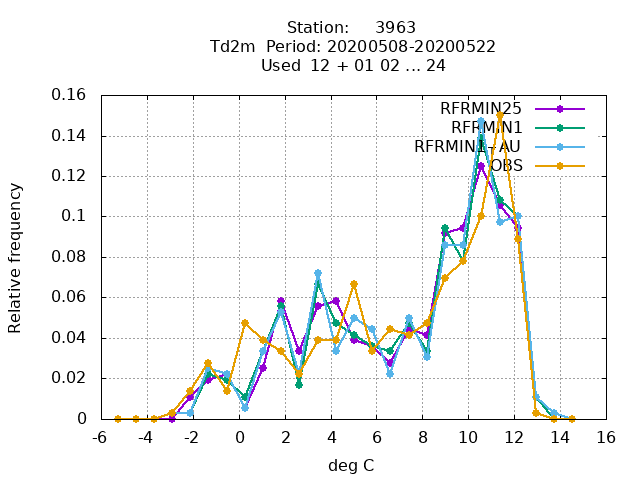 Station:     3963
Td2m  Period: 20200508-20200522
Used  12 + 01 02 ... 24
RFRMIN25
RFRMIN1
RFRMIN1-AU
OBS
Relative frequency
0.16
0.14
0.12
0.1
0.08
0.06
0.04
0.02
0
-6 -4 -2 0 2 4 6 8 10 12 14 16
deg C